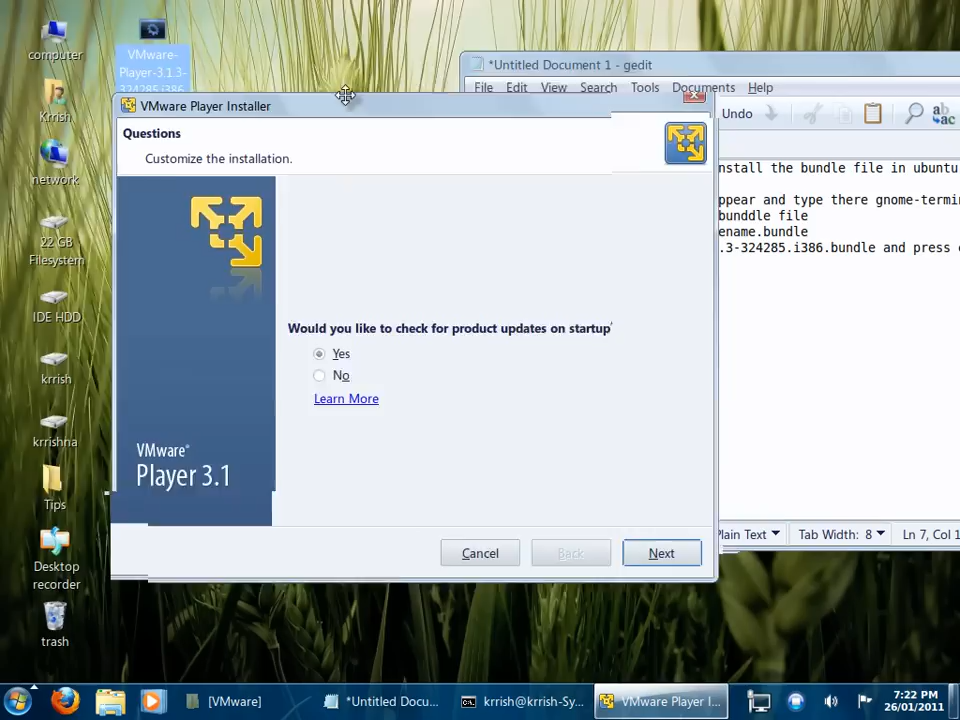 computer
VMware-
Player-3.1.3-
324285.i386
Krrish
network
22 GB
Filesystem
IDE HDD
krrish
krrishna
Tips
Desktop
recorder
trash
*Untitled Document 1 - gedit
File Edit View Search Tools Documents Help
Undo
nstall the bundle file in ubuntu
ppear and type there gnome-termi
bunddle file
ename.bundle
.3-324285.i386.bundle and press
Plain Text Tab Width: 8 Ln 7, Col 1
VMware Player Installer
Questions
Customize the installation.
Would you like to check for product updates on startup
Yes
No
Learn More
VMware®
Player 3.1
Cancel Back Next
[VMware] *Untitled Docu... krrish@krrish-Sy... VMware Player I...
7:22 PM
26/01/2011